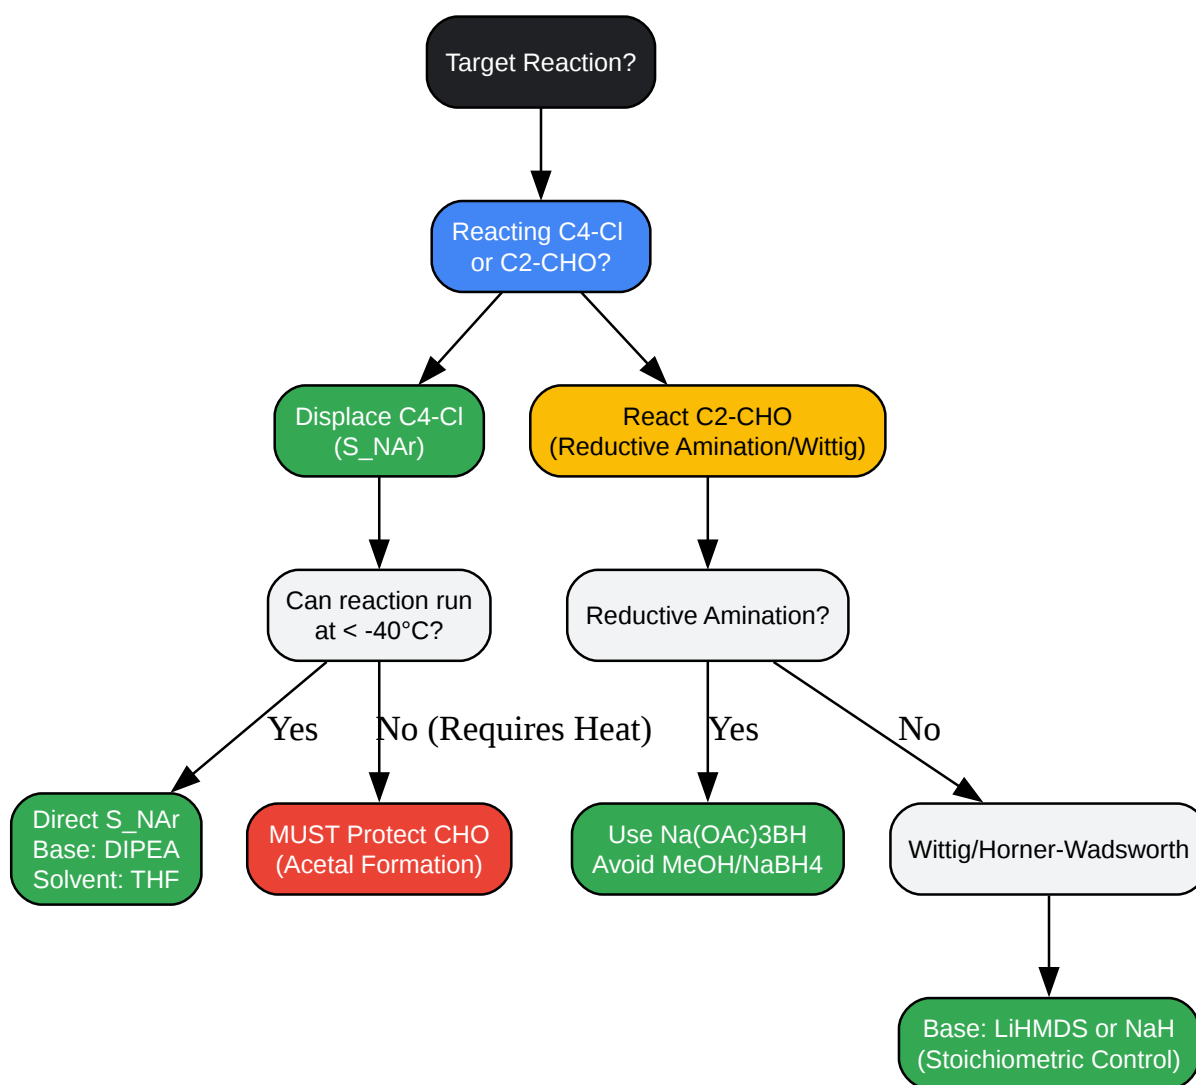 Target Reaction?
Reacting C4-Cl
or C2-CHO?
Displace C4-Cl
(S_NAr)
React C2-CHO
(Reductive Amination/Wittig)
Can reaction run
at < -40°C?
Reductive Amination?
Yes
No (Requires Heat)
Yes
No
Direct S_NAr
Base: DIPEA
Solvent: THF
MUST Protect CHO
(Acetal Formation)
Use Na(OAc)3BH
Avoid MeOH/NaBH4
Wittig/Horner-Wadsworth
Base: LiHMDS or NaH
(Stoichiometric Control)